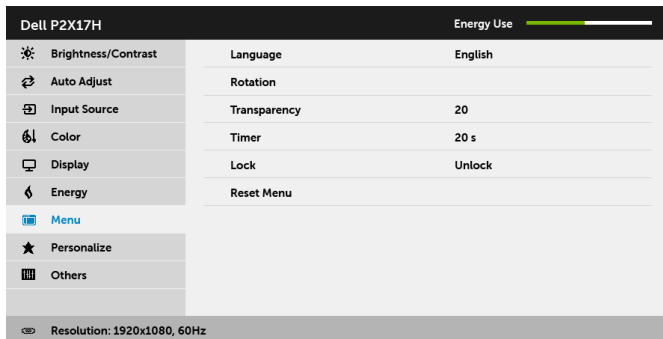 Dell P2X17H Energy Use
Brightness/Contrast Language English
Auto Adjust Rotation
Input Source Transparency 20
Color Timer 20 s
Display Lock Unlock
Energy Reset Menu
Menu
Personalize
Others
Resolution: 1920x1080, 60Hz